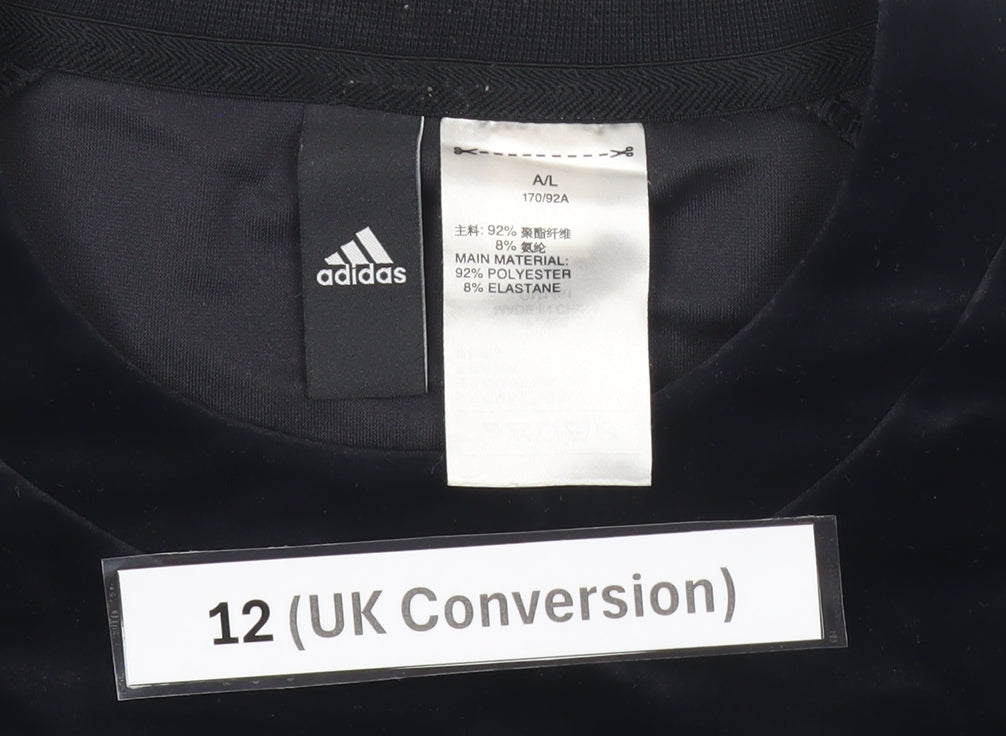 adidas
A/L
170/92A
主料: 92% 聚酯纤维
8% 氨纶
MAIN MATERIAL:
92% POLYESTER
8% ELASTANE
12 (UK Conversion)